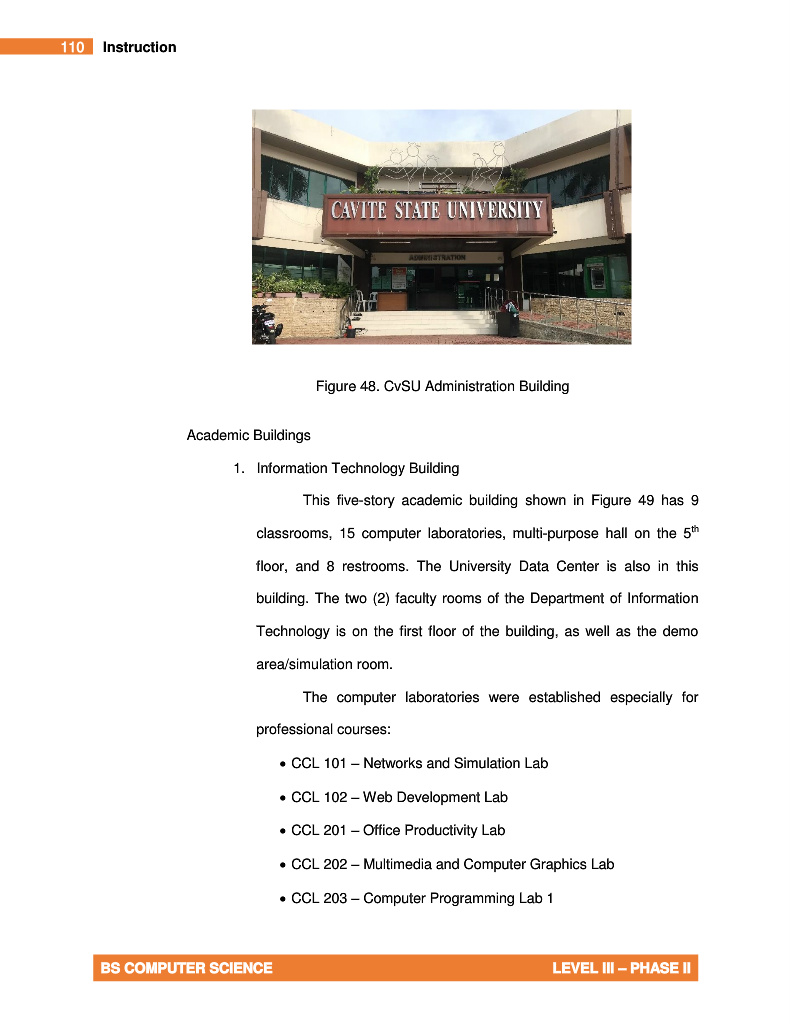 110 Instruction
CAVITE STATE UNIVERSITY
ADMINISTRATION
Figure 48. CvSU Administration Building
Academic Buildings
1. Information Technology Building
This five-story academic building shown in Figure 49 has 9
classrooms, 15 computer laboratories, multi-purpose hall on the 5th
floor, and 8 restrooms. The University Data Center is also in this
building. The two (2) faculty rooms of the Department of Information
Technology is on the first floor of the building, as well as the demo
area/simulation room.
The computer laboratories were established especially for
professional courses:
• CCL 101 – Networks and Simulation Lab
• CCL 102 – Web Development Lab
• CCL 201 – Office Productivity Lab
• CCL 202 – Multimedia and Computer Graphics Lab
• CCL 203 – Computer Programming Lab 1
BS COMPUTER SCIENCE LEVEL III – PHASE II